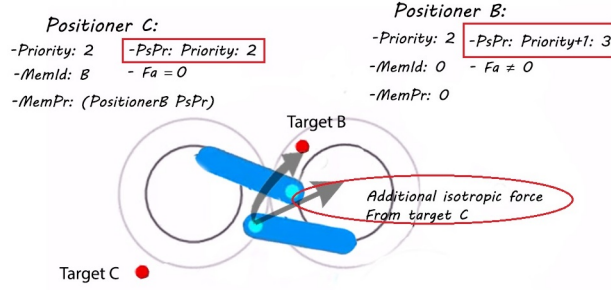 Positioner C:
-Priority: 2
-PsPr: Priority: 2
-MemId: B
- Fa = 0
-MemPr: (PositionerB PsPr)
Positioner B:
-Priority: 2
-PsPr: Priority+1: 3
-MemId: 0
- Fa ≠ 0
-MemPr: 0
Target B
Additional isotropic force
From target C
Target C